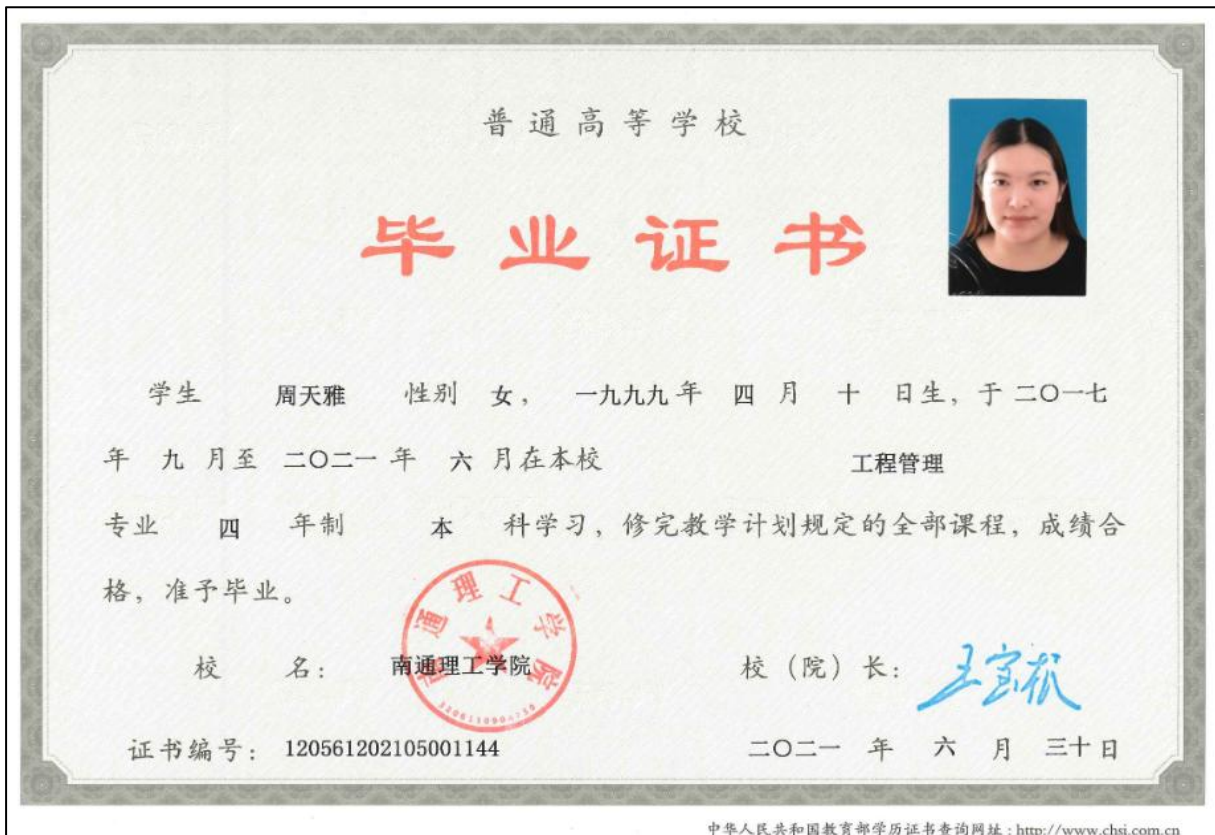 普通高等学校
毕业证书
学生 周天雅 性别 女, 一九九九年 四 月 十 日生, 于 二〇一七
年 九 月至 二〇二一 年 六 月在本校 工程管理
专业 四 年制 本 科学习, 修完教学计划规定的全部课程, 成绩合
格, 准予毕业。
南通理工学院
校 名: 南通理工学院 校 (院) 长: 王宝根
证书编号: 120561202105001144 二〇二一 年 六 月 三十日
中华人民共和国教育部学历证书查询网址: http://www.chsi.com.cn